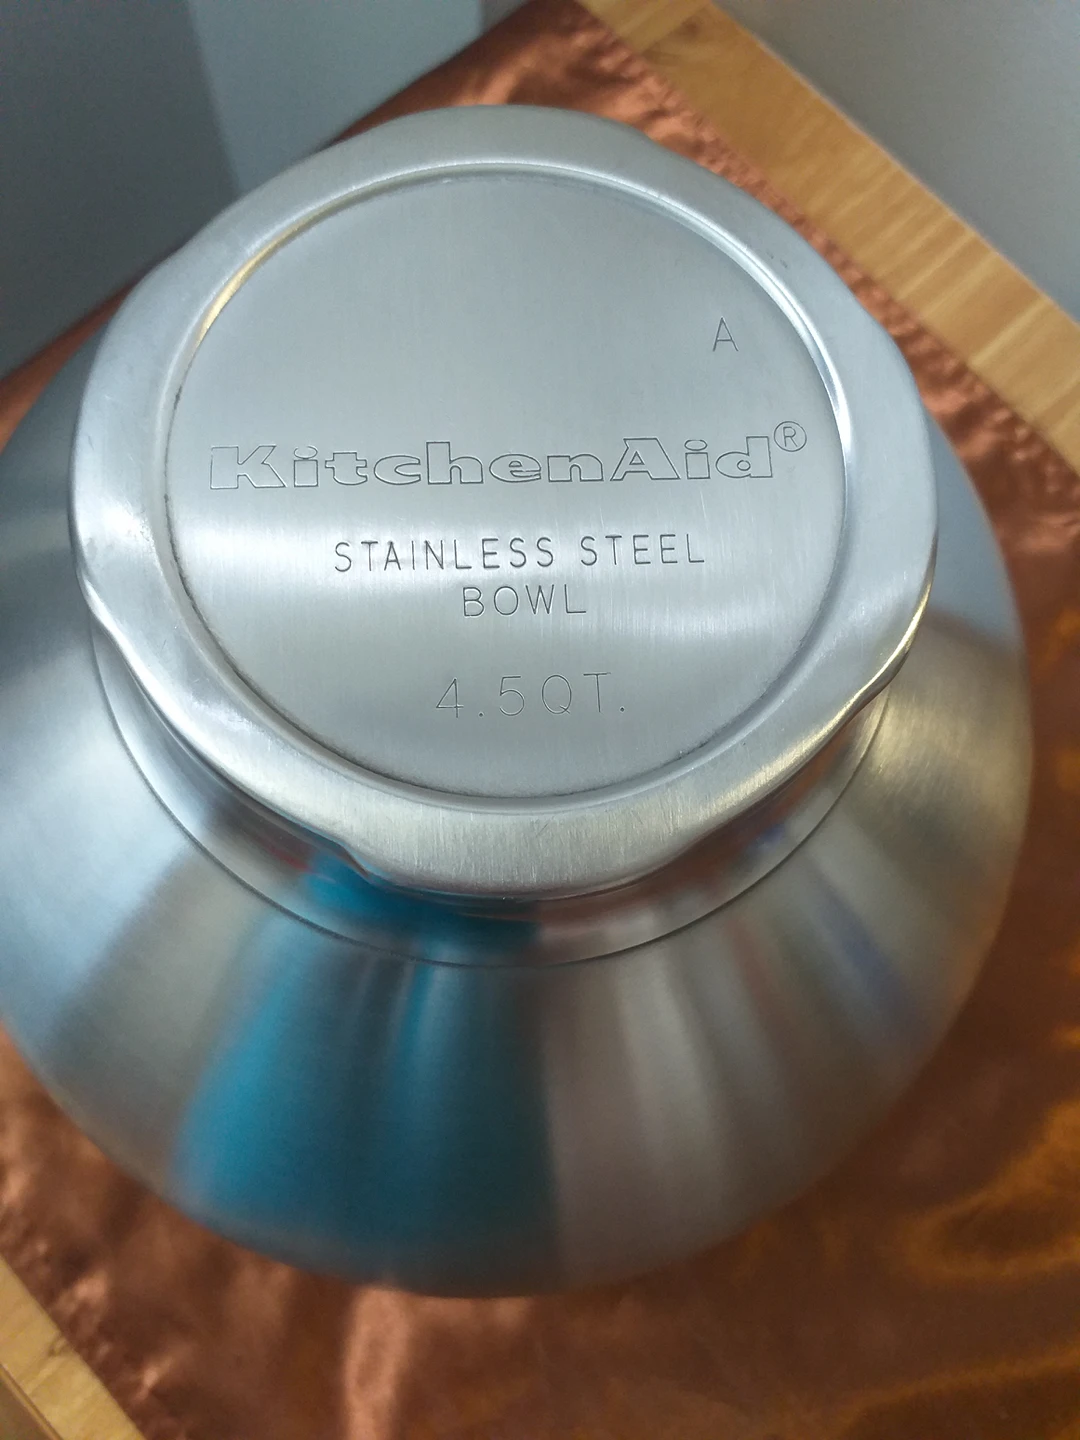 A
KitchenAid®
STAINLESS STEEL
BOWL
4.5QT.